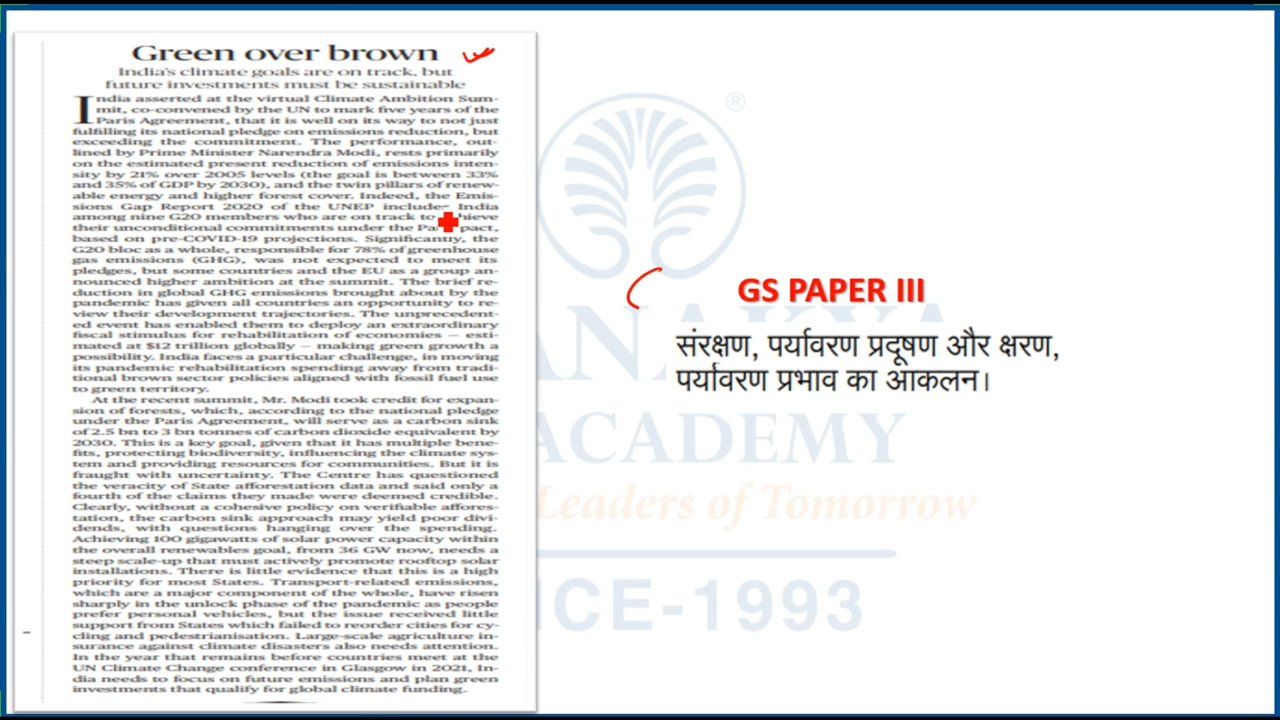 Green over brown
India's climate goals are on track, but
future investments must be sustainable
India asserted at the virtual Climate Ambition Sum-
mit, co-convened by the UN to mark five years of the
Paris Agreement, that it is well on its way to not just
fulfilling its national pledge on emissions reduction, but
exceeding the commitment. The performance, out-
lined by Prime Minister Narendra Modi, rests primarily
on the estimated present reduction of emissions inten-
sity by 21% over 2005 levels (the goal is between 33%
and 35% of GDP by 2030), and the twin pillars of renew-
able energy and higher forest cover. Indeed, the Emis-
sions Gap Report 2020 of the UNEP includes India
among nine G20 members who are on track to hieve
their unconditional commitments under the Pa pact,
based on pre-COVID-19 projections. Significantly, the
G20 bloc as a whole, responsible for 78% of greenhouse
gas emissions (GHG), was not expected to meet its
pledges, but some countries and the EU as a group an-
nounced higher ambition at the summit. The brief re-
duction in global GHG emissions brought about by the
pandemic has given all countries an opportunity to re-
view their development trajectories. The unprecedent-
ed event has enabled them to deploy an extraordinary
fiscal stimulus for rehabilitation of economies — esti-
mated at $12 trillion globally — making green growth a
possibility. India faces a particular challenge, in moving
its pandemic rehabilitation spending away from tradi-
tional brown sector policies aligned with fossil fuel use
to green territory.
At the recent summit, Mr. Modi took credit for expan-
sion of forests, which, according to the national pledge
under the Paris Agreement, will serve as a carbon sink
of 2.5 bn to 3 bn tonnes of carbon dioxide equivalent by
2030. This is a key goal, given that it has multiple bene-
fits, protecting biodiversity, influencing the climate sys-
tem and providing resources for communities. But it is
fraught with uncertainty. The Centre has questioned
the veracity of State afforestation data and said only a
fourth of the claims they made were deemed credible.
Clearly, without a cohesive policy on verifiable affores-
tation, the carbon sink approach may yield poor divi-
dends, with questions hanging over the spending.
Achieving 100 gigawatts of solar power capacity within
the overall renewables goal, from 36 GW now, needs a
steep scale-up that must actively promote rooftop solar
installations. There is little evidence that this is a high
priority for most States. Transport-related emissions,
which are a major component of the whole, have risen
sharply in the unlock phase of the pandemic as people
prefer personal vehicles, but the issue received little
support from States which failed to reorder cities for cy-
cling and pedestrianisation. Large-scale agriculture in-
surance against climate disasters also needs attention.
In the year that remains before countries meet at the
UN Climate Change conference in Glasgow in 2021, In-
dia needs to focus on future emissions and plan green
investments that qualify for global climate funding.
GS PAPER III
संरक्षण, पर्यावरण प्रदूषण और क्षरण,
पर्यावरण प्रभाव का आकलन।
®
ANAKYA
ACADEMY
Leaders of Tomorrow
CE-1993